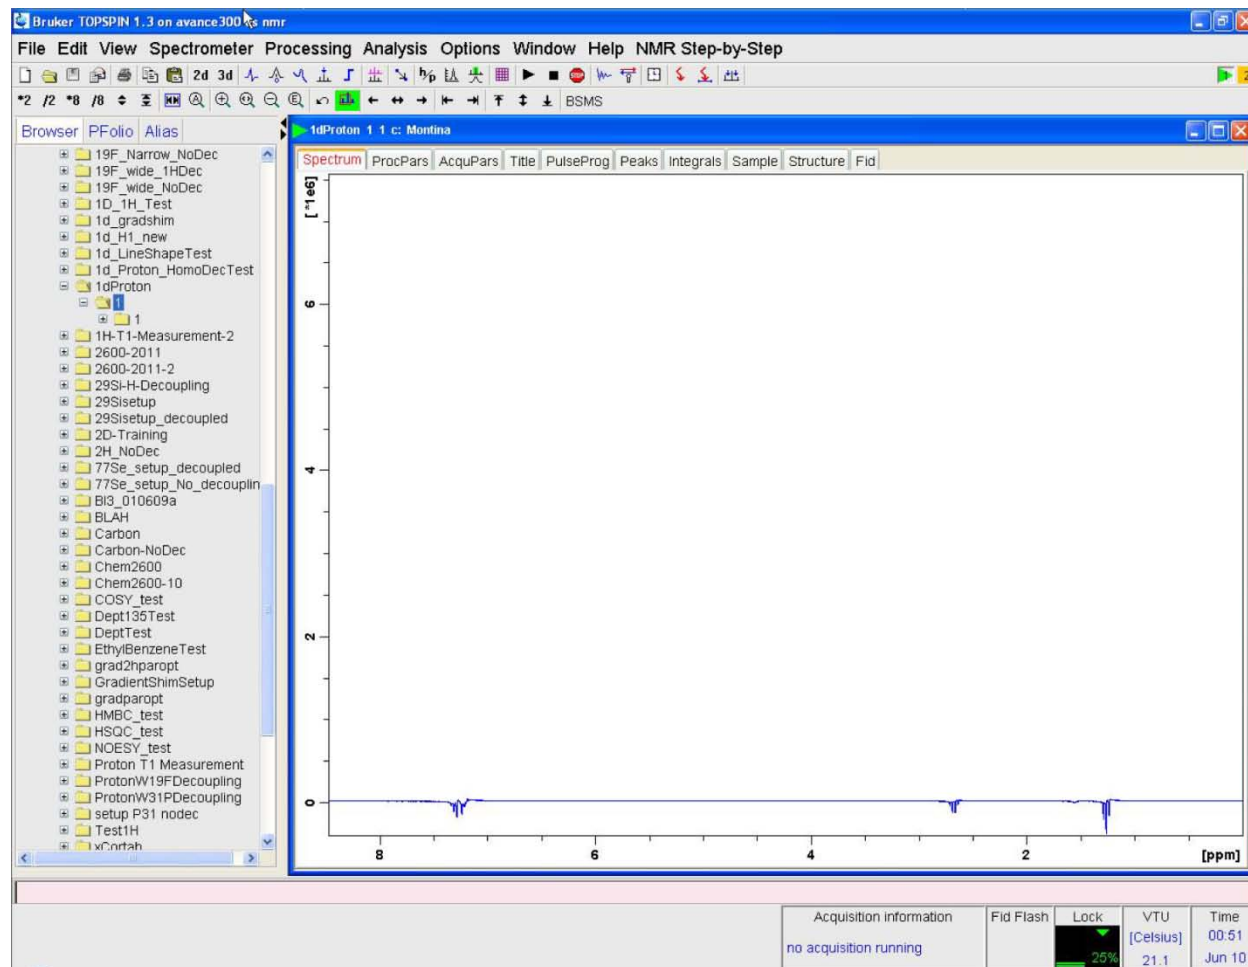 Bruker TOPSPIN 1.3 on avance300 as nmr
File Edit View Spectrometer Processing Analysis Options Window Help NMR Step-by-Step
2d 3d
*2 /2 *8 /8 BSMS
Browser PFolio Alias
19F_Narrow_NoDec
19F_wide_1HDec
19F_wide_NoDec
1D_1H_Test
1d_gradshim
1d_H1_new
1d_LineShapeTest
1d_Proton_HomoDecTest
1dProton
1
1
1H-T1-Measurement-2
2600-2011
2600-2011-2
29Si-H-Decoupling
29Sisetup
29Sisetup_decoupled
2D-Training
2H_NoDec
77Se_setup_decoupled
77Se_setup_No_decouplin
BI3_010609a
BLAH
Carbon
Carbon-NoDec
Chem2600
Chem2600-10
COSY_test
Dept135Test
DeptTest
EthylBenzeneTest
grad2hparopt
GradientShimSetup
gradparopt
HMBC_test
HSQC_test
NOESY_test
Proton T1 Measurement
ProtonW19FDecoupling
ProtonW31PDecoupling
setup P31 nodec
Test1H
xCortab
1dProton 1 1 c: Montina
Spectrum ProcPars AcquPars Title PulseProg Peaks Integrals Sample Structure Fid
[ *1e6]
6
4
2
0
8 6 4 2 [ppm]
Acquisition information
no acquisition running
Fid Flash
Lock
25%
VTU
[Celsius]
21.1
Time
00:51
Jun 10